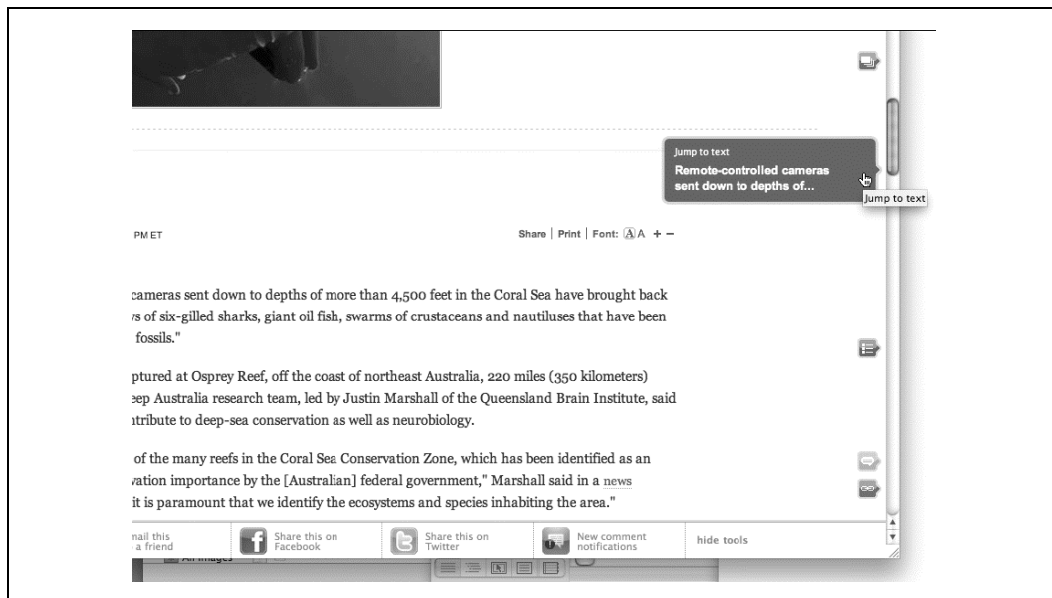 Jump to text
Remote-controlled cameras
sent down to depths of...
Jump to text
PM ET
Share | Print | Font: A A + −
cameras sent down to depths of more than 4,500 feet in the Coral Sea have brought back
vs of six-gilled sharks, giant oil fish, swarms of crustaceans and nautiluses that have been
fossils."
ptured at Osprey Reef, off the coast of northeast Australia, 220 miles (350 kilometers)
eep Australia research team, led by Justin Marshall of the Queensland Brain Institute, said
ntribute to deep-sea conservation as well as neurobiology.
of the many reefs in the Coral Sea Conservation Zone, which has been identified as an
vation importance by the [Australian] federal government," Marshall said in a news
it is paramount that we identify the ecosystems and species inhabiting the area."
mail this
a friend
Share this on
Facebook
Share this on
Twitter
New comment
notifications
hide tools